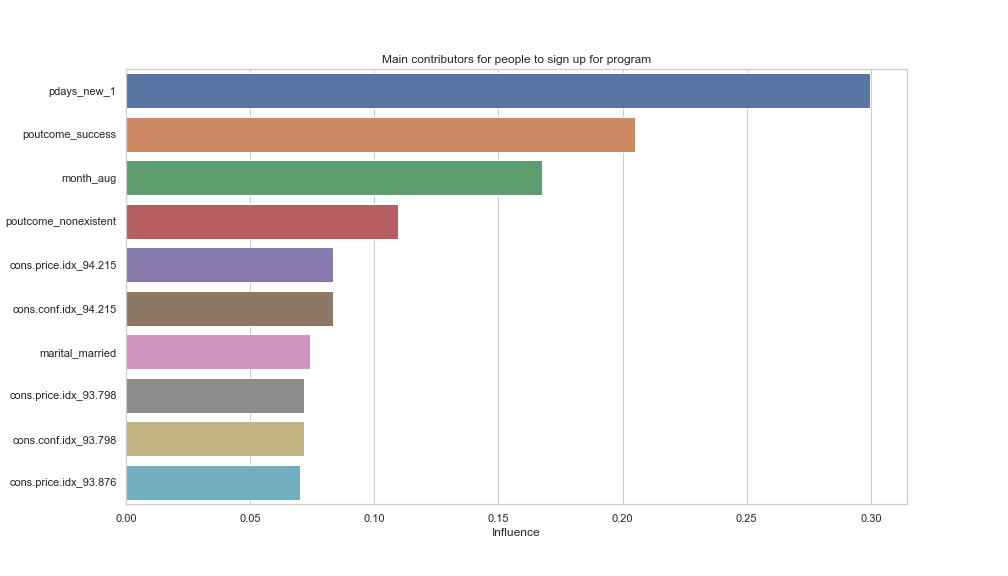 Main contributors for people to sign up for program
pdays_new_1
poutcome_success
month_aug
poutcome_nonexistent
cons.price.idx_94.215
cons.conf.idx_94.215
marital_married
cons.price.idx_93.798
cons.conf.idx_93.798
cons.price.idx_93.876
0.00 0.05 0.10 0.15 0.20 0.25 0.30
Influence